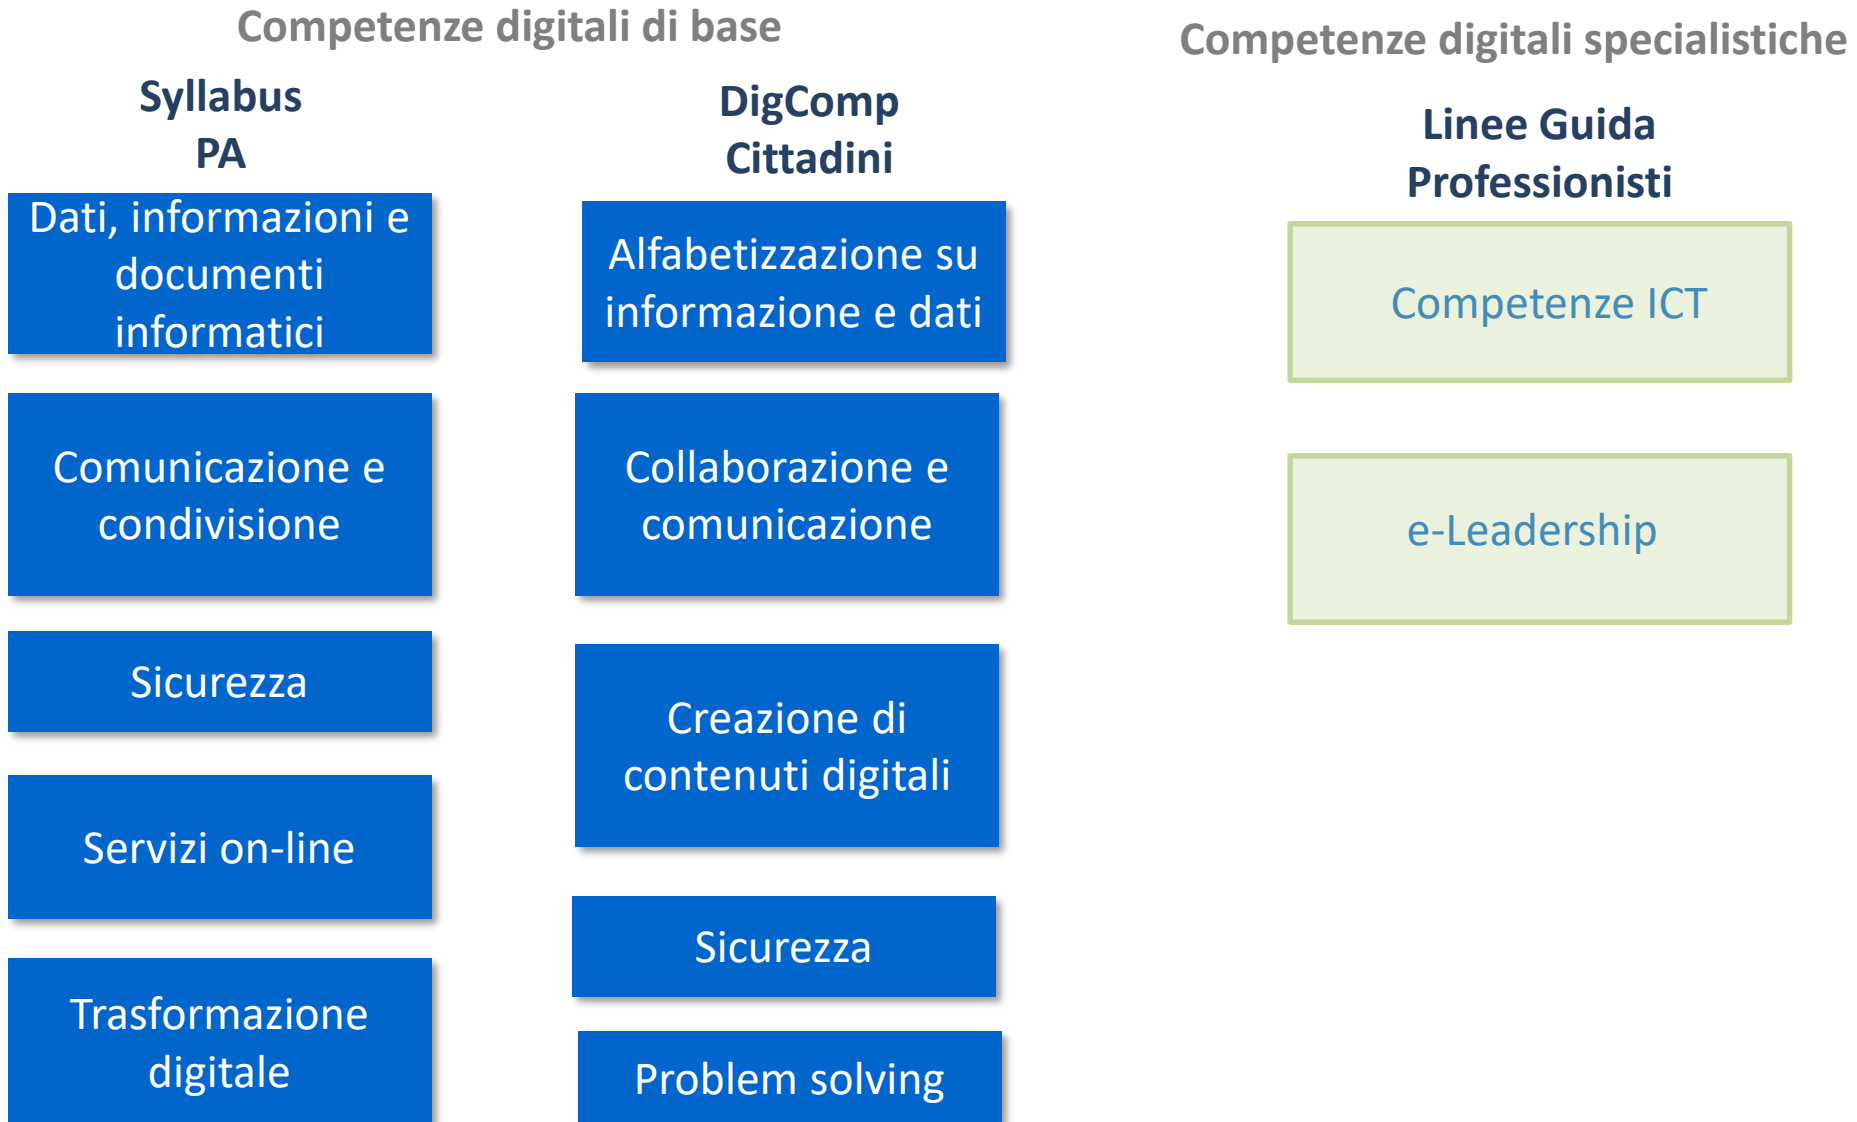 Competenze digitali di base
Competenze digitali specialistiche
Syllabus
PA
Dati, informazioni e
documenti
informatici
Comunicazione e
condivisione
Sicurezza
Servizi on-line
Trasformazione
digitale
DigComp
Cittadini
Alfabetizzazione su
informazione e dati
Collaborazione e
comunicazione
Creazione di
contenuti digitali
Sicurezza
Problem solving
Linee Guida
Professionisti
Competenze ICT
e-Leadership